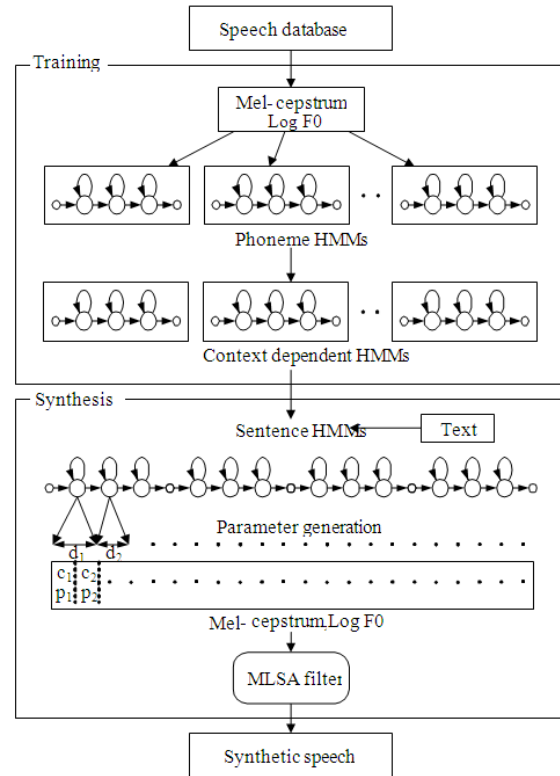 Speech database
Training
Mel- cepstrum
Log F0
Phoneme HMMs
Context dependent HMMs
Synthesis
Sentence HMMs
Text
Parameter generation
d₁ d₂
c₁ c₂
p₁ p₂
Mel- cepstrum,Log F0
MLSA filter
Synthetic speech